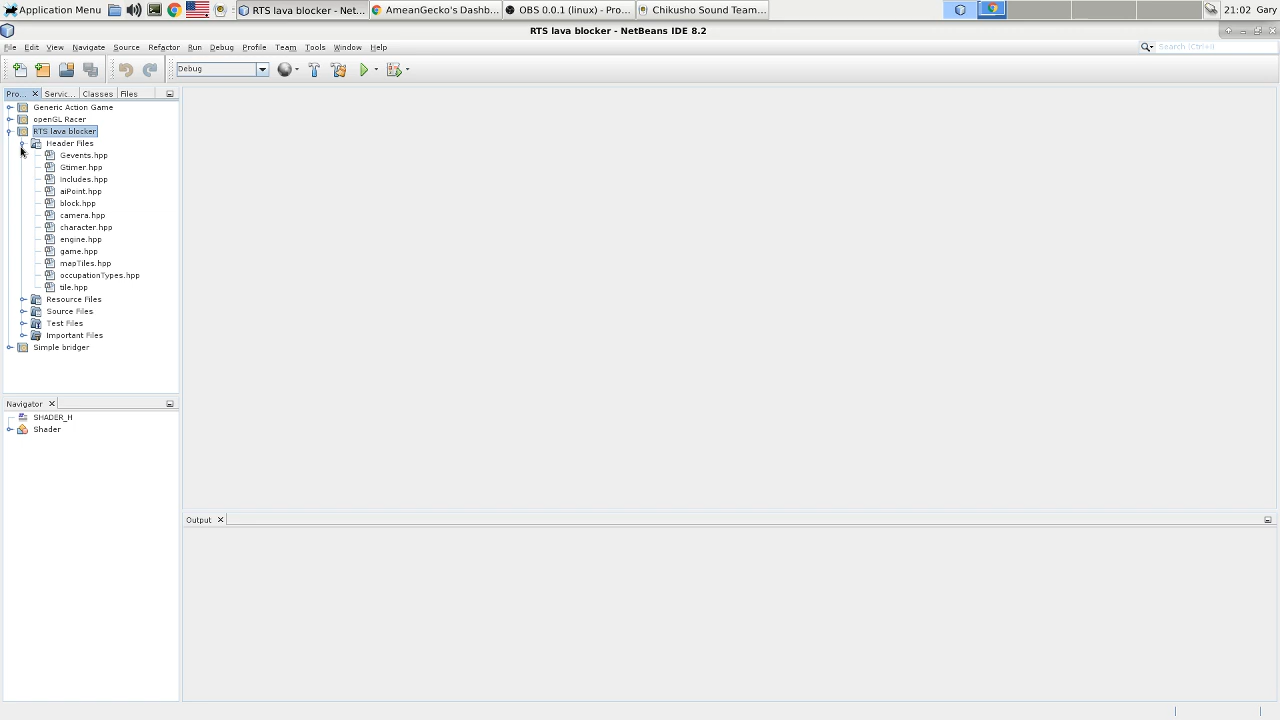 Application Menu
RTS lava blocker - Net...
AmeanGecko's Dashb...
OBS 0.0.1 (linux) - Pro...
Chikusho Sound Team...
21:02 Gary
RTS lava blocker - NetBeans IDE 8.2
File Edit View Navigate Source Refactor Run Debug Profile Team Tools Window Help
Search (Ctrl+I)
Debug
Pro... Servic... Classes Files
Generic Action Game
openGL Racer
RTS lava blocker
Header Files
Gevents.hpp
Gtimer.hpp
Includes.hpp
aiPoint.hpp
block.hpp
camera.hpp
character.hpp
engine.hpp
game.hpp
mapTiles.hpp
occupationTypes.hpp
tile.hpp
Resource Files
Source Files
Test Files
Important Files
Simple bridger
Navigator
SHADER_H
Shader
Output